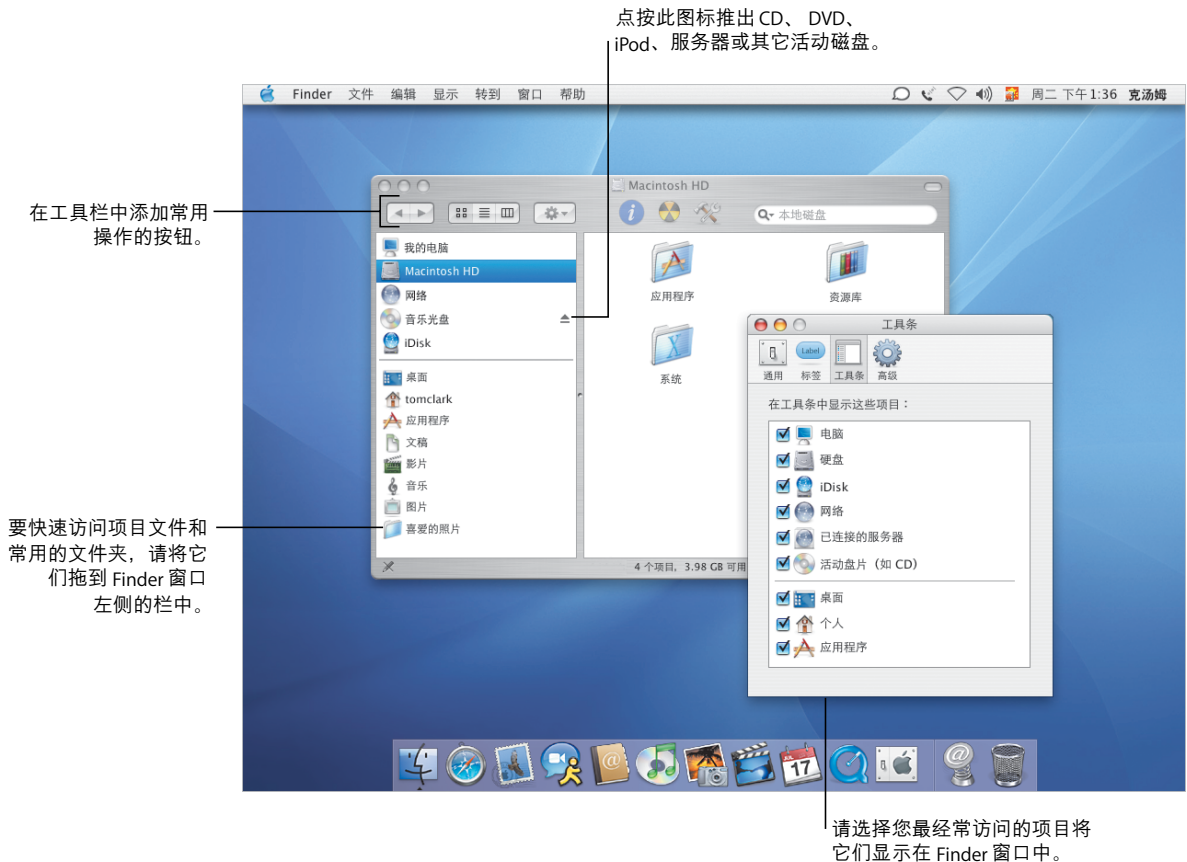 点按此图标推出 CD、 DVD、
iPod、服务器或其它活动磁盘。
Finder 文件 编辑 显示 转到 窗口 帮助
周二 下午1:36 克汤姆
在工具栏中添加常用
操作的按钮。
Macintosh HD
本地磁盘
我的电脑
Macintosh HD
网络
音乐光盘
iDisk
桌面
tomclark
应用程序
文稿
影片
音乐
图片
喜爱的照片
应用程序
资源库
系统
4 个项目, 3.98 GB 可用
要快速访问项目文件和
常用的文件夹，请将它
们拖到 Finder 窗口
左侧的栏中。
工具条
Label
通用 标签 工具条 高级
在工具条中显示这些项目：
电脑
硬盘
iDisk
网络
已连接的服务器
活动盘片（如 CD）
桌面
个人
应用程序
JUL
17
请选择您最经常访问的项目将
它们显示在 Finder 窗口中。